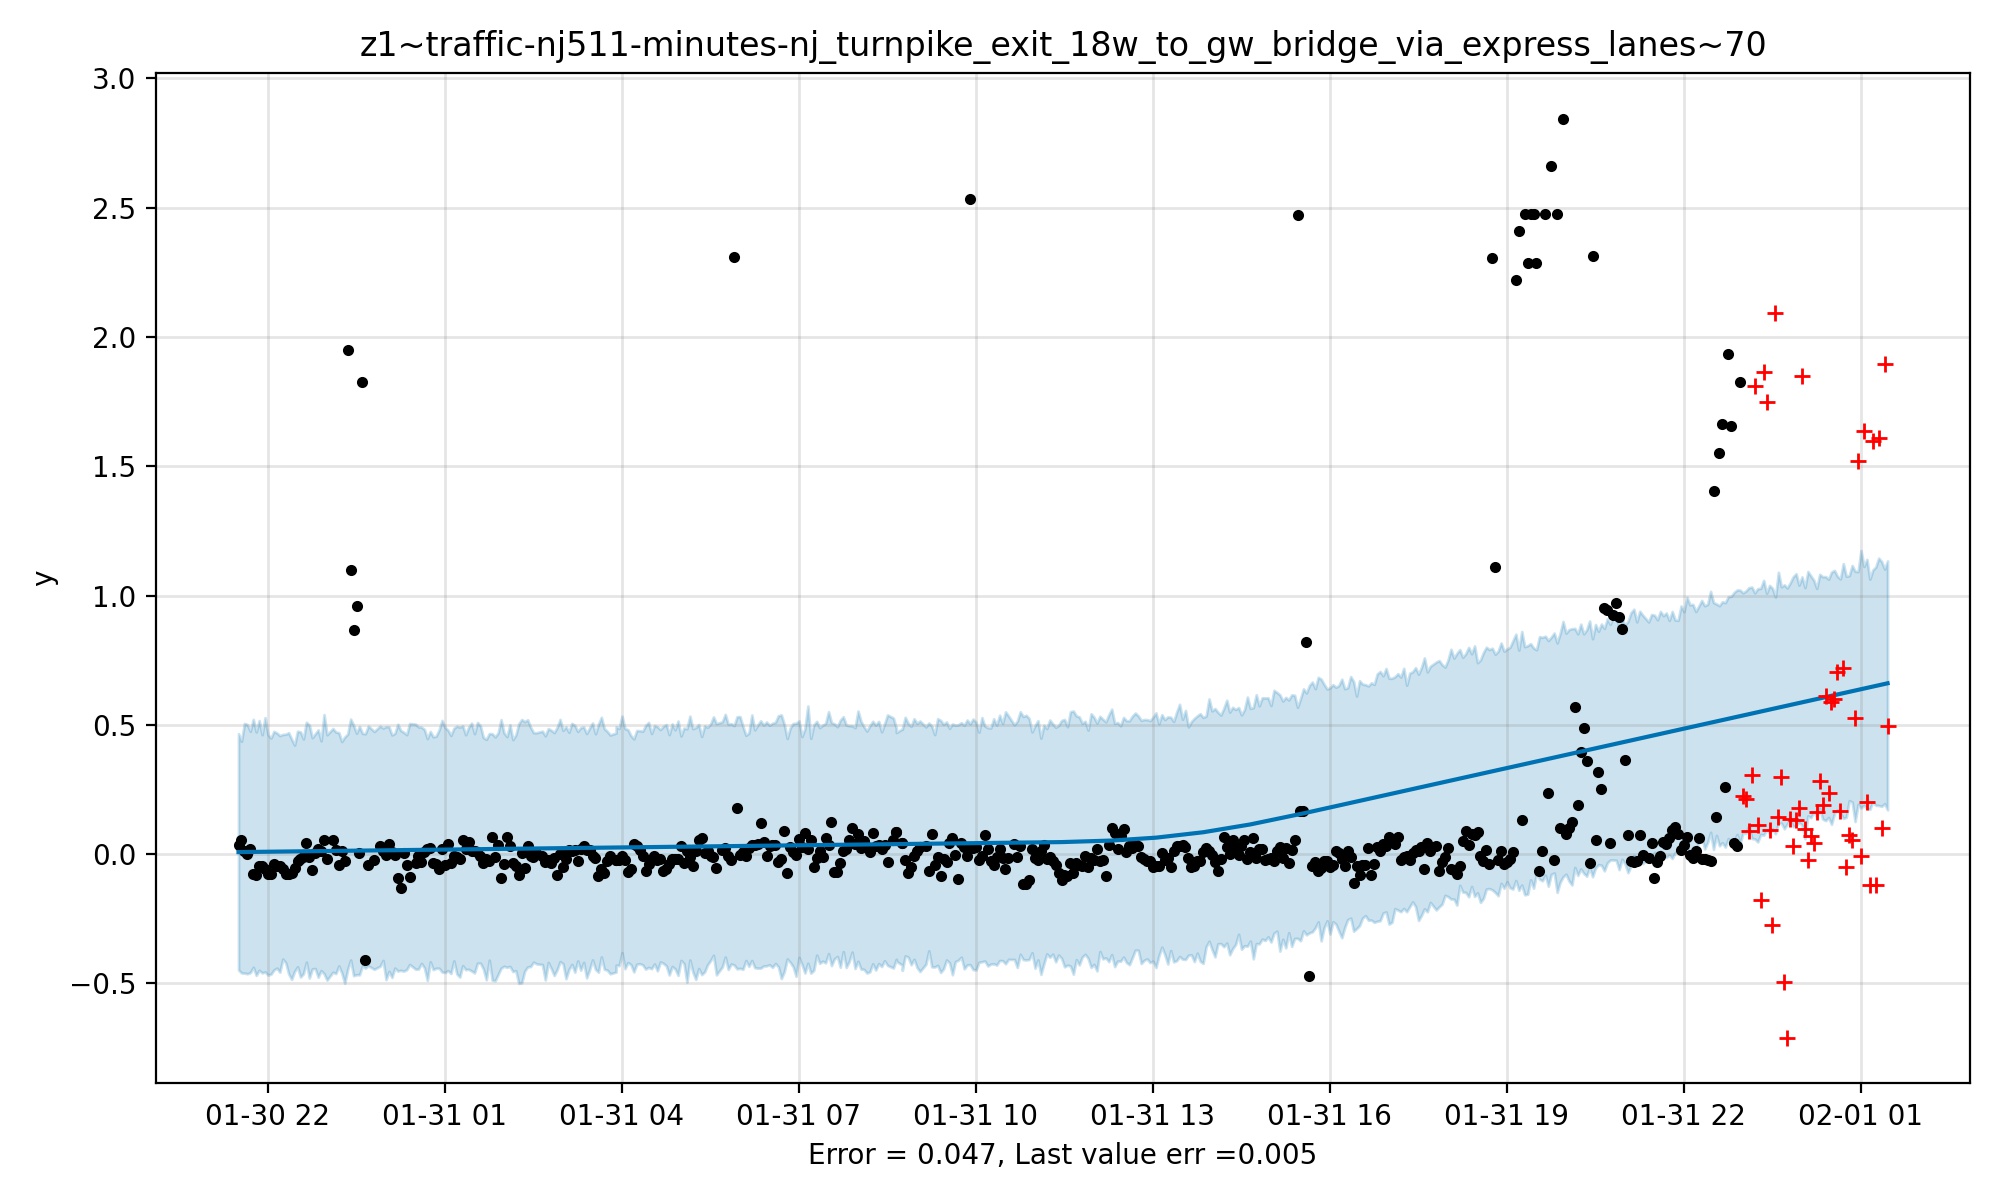 z1~traffic-nj511-minutes-nj_turnpike_exit_18w_to_gw_bridge_via_express_lanes~70
3.0
2.5
2.0
1.5
1.0
0.5
0.0
−0.5
y
01-30 22 01-31 01 01-31 04 01-31 07 01-31 10 01-31 13 01-31 16 01-31 19 01-31 22 02-01 01
Error = 0.047, Last value err =0.005